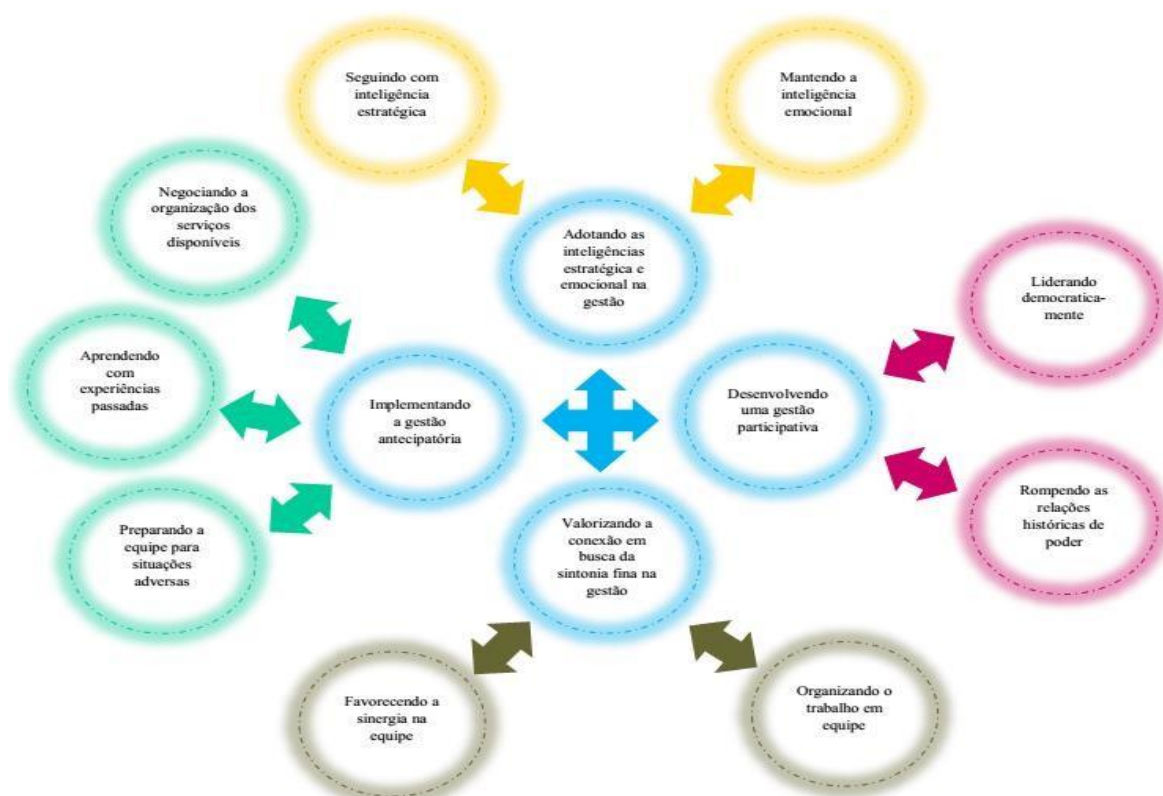 Seguindo com
inteligência
estratégica
Mantendo a
inteligência
emocional
Negociando a
organização dos
serviços
disponíveis
Adotando as
inteligências
estratégica e
emocional na
gestão
Liderando
democratica-
mente
Aprendendo
com
experiências
passadas
Implementando
a gestão
antecipatória
Desenvolvendo
uma gestão
participativa
Preparando a
equipe para
situações
adversas
Valorizando a
conexão em
busca da
sintonia fina na
gestão
Rompendo as
relações
históricas de
poder
Favorecendo a
sinergia na
equipe
Organizando o
trabalho em
equipe